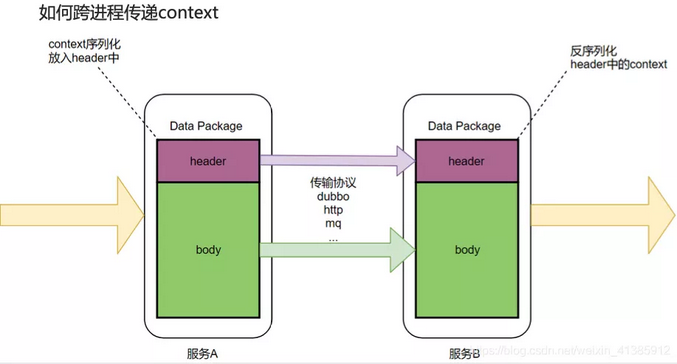 如何跨进程传递context
context序列化
放入header中
反序列化
header中的context
Data Package
header
body
传输协议
dubbo
http
mq
...
Data Package
header
body
服务A
服务B
https://blog.csdn.net/weixin_41385912